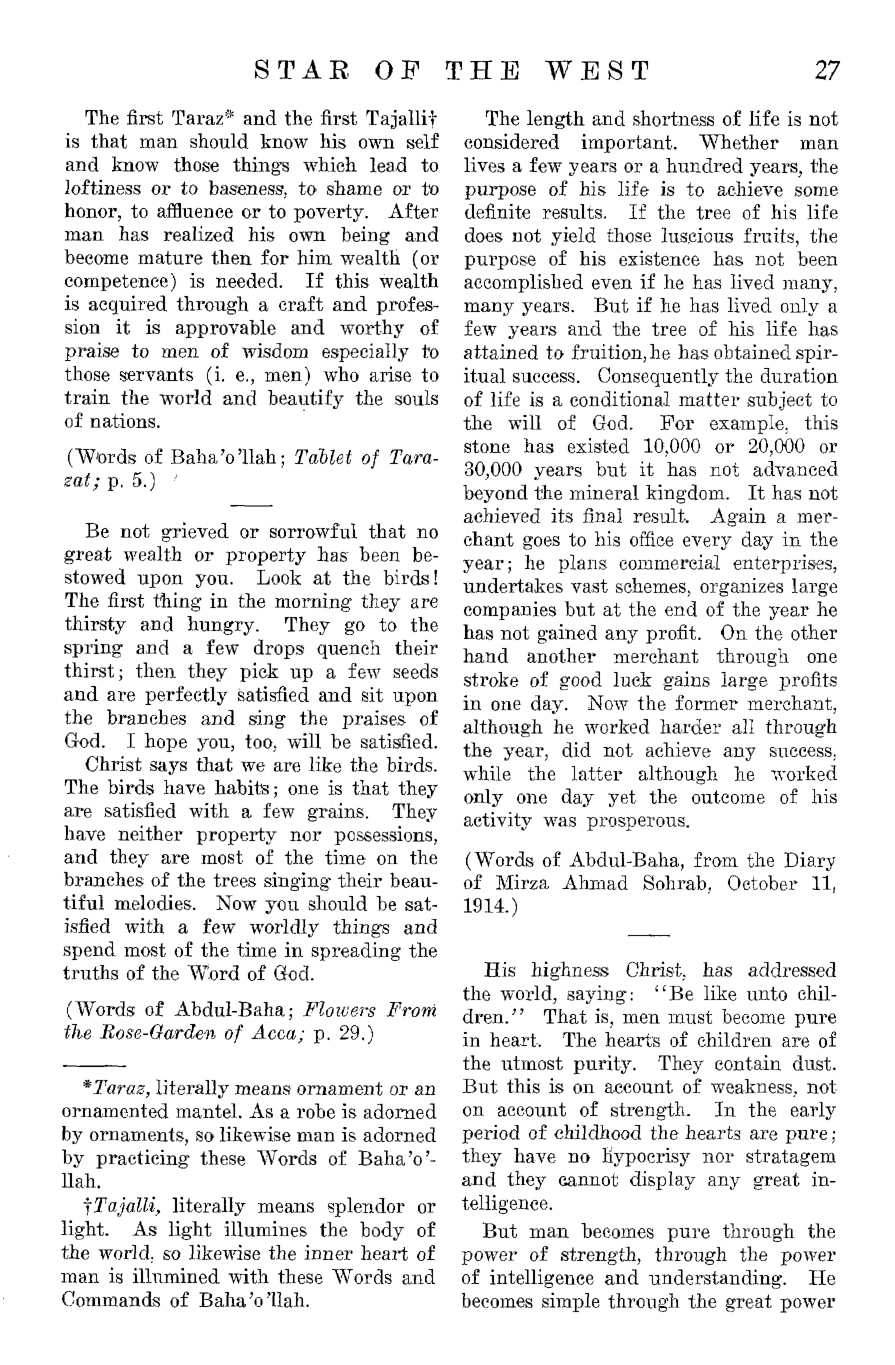 STAR OF THE WEST 27
The first Taraz* and the first Tajalli†
is that man should know his own self
and know those things which lead to
loftiness or to baseness, to shame or to
honor, to affluence or to poverty. After
man has realized his own being and
become mature then for him wealth (or
competence) is needed. If this wealth
is acquired through a craft and profes-
sion it is approvable and worthy of
praise to men of wisdom especially to
those servants (i. e., men) who arise to
train the world and beautify the souls
of nations.
(Words of Baha'o'llah; Tablet of Tara-
zat; p. 5.)
Be not grieved or sorrowful that no
great wealth or property has been be-
stowed upon you. Look at the birds!
The first thing in the morning they are
thirsty and hungry. They go to the
spring and a few drops quench their
thirst; then they pick up a few seeds
and are perfectly satisfied and sit upon
the branches and sing the praises of
God. I hope you, too, will be satisfied.
Christ says that we are like the birds.
The birds have habits; one is that they
are satisfied with a few grains. They
have neither property nor possessions,
and they are most of the time on the
branches of the trees singing their beau-
tiful melodies. Now you should be sat-
isfied with a few worldly things and
spend most of the time in spreading the
truths of the Word of God.
(Words of Abdul-Baha; Flowers From
the Rose-Garden of Acca; p. 29.)
*Taraz, literally means ornament or an
ornamented mantel. As a robe is adorned
by ornaments, so likewise man is adorned
by practicing these Words of Baha'o'-
llah.
†Tajalli, literally means splendor or
light. As light illumines the body of
the world, so likewise the inner heart of
man is illumined with these Words and
Commands of Baha'o'llah.
The length and shortness of life is not
considered important. Whether man
lives a few years or a hundred years, the
purpose of his life is to achieve some
definite results. If the tree of his life
does not yield those luscious fruits, the
purpose of his existence has not been
accomplished even if he has lived many,
many years. But if he has lived only a
few years and the tree of his life has
attained to fruition, he has obtained spir-
itual success. Consequently the duration
of life is a conditional matter subject to
the will of God. For example, this
stone has existed 10,000 or 20,000 or
30,000 years but it has not advanced
beyond the mineral kingdom. It has not
achieved its final result. Again a mer-
chant goes to his office every day in the
year; he plans commercial enterprises,
undertakes vast schemes, organizes large
companies but at the end of the year he
has not gained any profit. On the other
hand another merchant through one
stroke of good luck gains large profits
in one day. Now the former merchant,
although he worked harder all through
the year, did not achieve any success,
while the latter although he worked
only one day yet the outcome of his
activity was prosperous.
(Words of Abdul-Baha, from the Diary
of Mirza Ahmad Sohrab, October 11,
1914.)
His highness Christ, has addressed
the world, saying: "Be like unto chil-
dren." That is, men must become pure
in heart. The hearts of children are of
the utmost purity. They contain dust.
But this is on account of weakness, not
on account of strength. In the early
period of childhood the hearts are pure;
they have no hypocrisy nor stratagem
and they cannot display any great in-
telligence.
But man becomes pure through the
power of strength, through the power
of intelligence and understanding. He
becomes simple through the great power